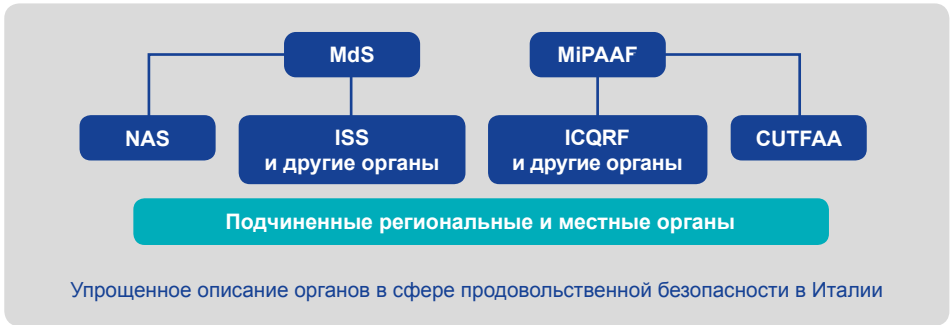 MdS
MiPAAF
NAS
ISS
и другие органы
ICQRF
и другие органы
CUTFAA
Подчиненные региональные и местные органы
Упрощенное описание органов в сфере продовольственной безопасности в Италии